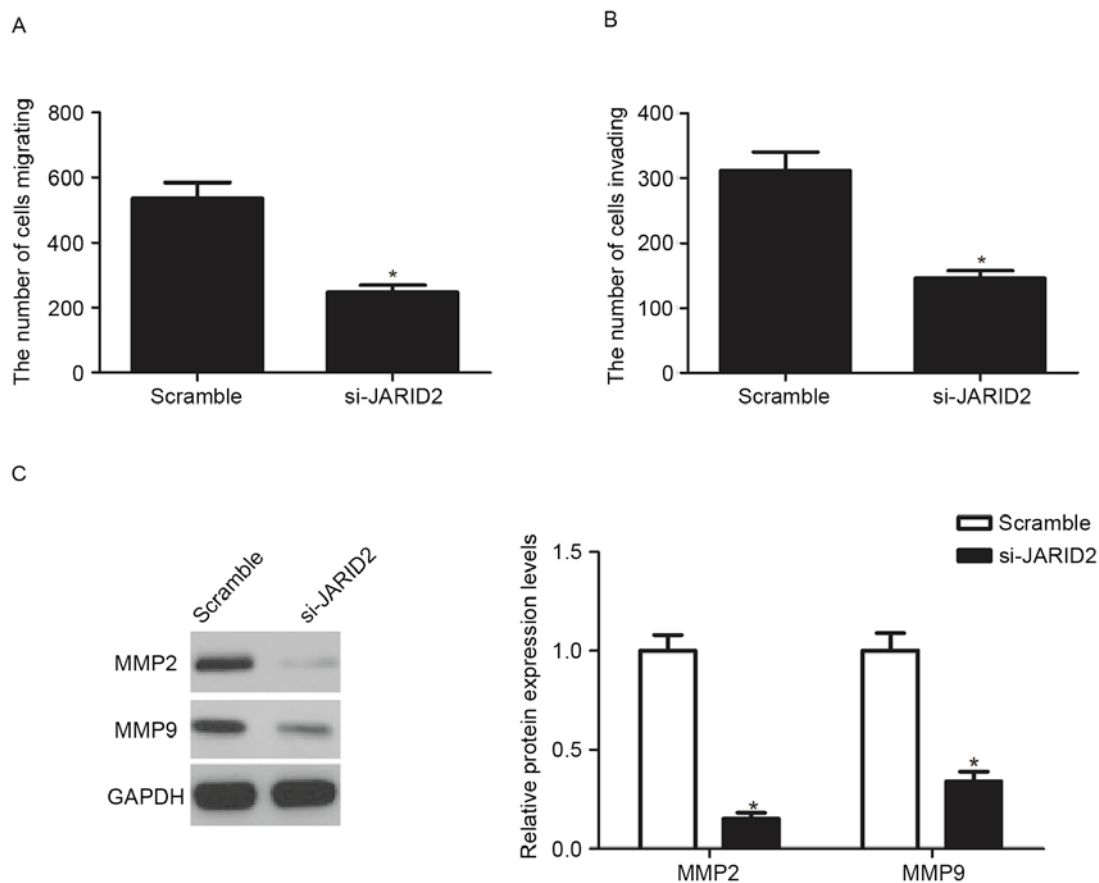 A
The number of cells migrating
800
600
400
200
0
*
Scramble
si-JARID2
B
The number of cells invading
400
300
200
100
0
*
Scramble
si-JARID2
C
Scramble
si-JARID2
MMP2
MMP9
GAPDH
Scramble
si-JARID2
Relative protein expression levels
1.5
1.0
0.5
0.0
*
*
MMP2
MMP9